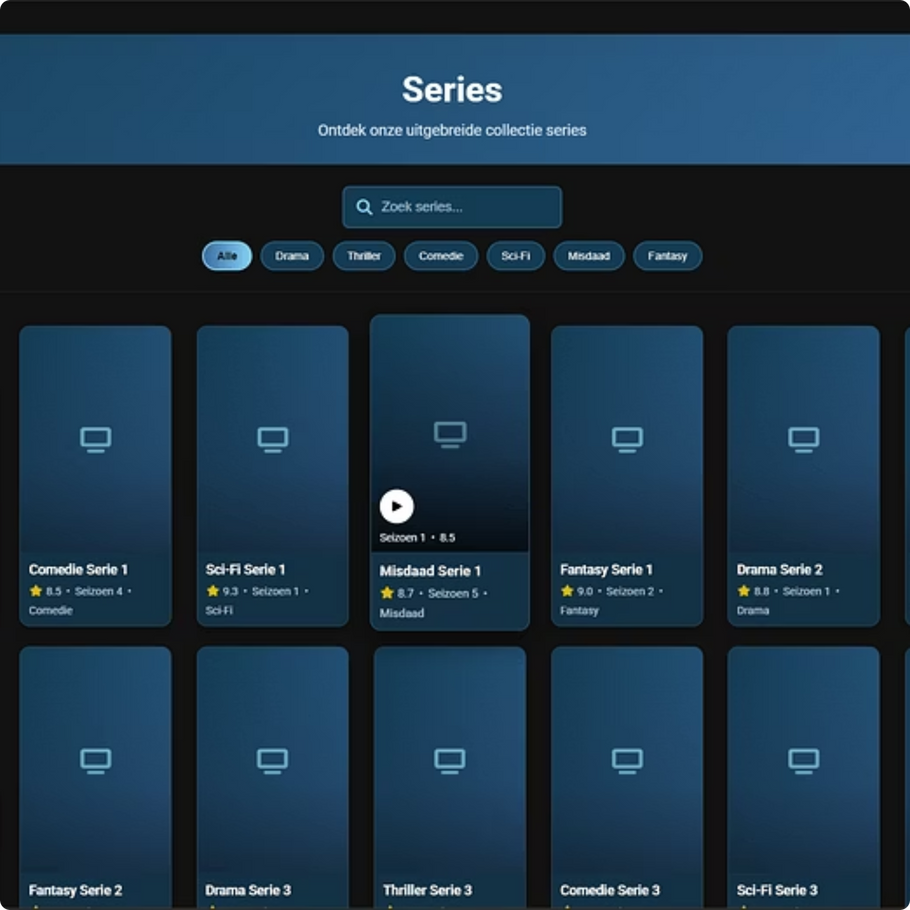 Series
Ontdek onze uitgebreide collectie series
Zoek series...
Alle Drama Thriller Comedie Sci-Fi Misdaad Fantasy
Seizoen 1 • 8.5
Comedie Serie 1
8.5 • Seizoen 4 •
Comedie
Sci-Fi Serie 1
9.3 • Seizoen 1 •
Sci-Fi
Misdaad Serie 1
8.7 • Seizoen 5 •
Misdaad
Fantasy Serie 1
9.0 • Seizoen 2 •
Fantasy
Drama Serie 2
8.8 • Seizoen 1 •
Drama
Fantasy Serie 2
Drama Serie 3
Thriller Serie 3
Comedie Serie 3
Sci-Fi Serie 3